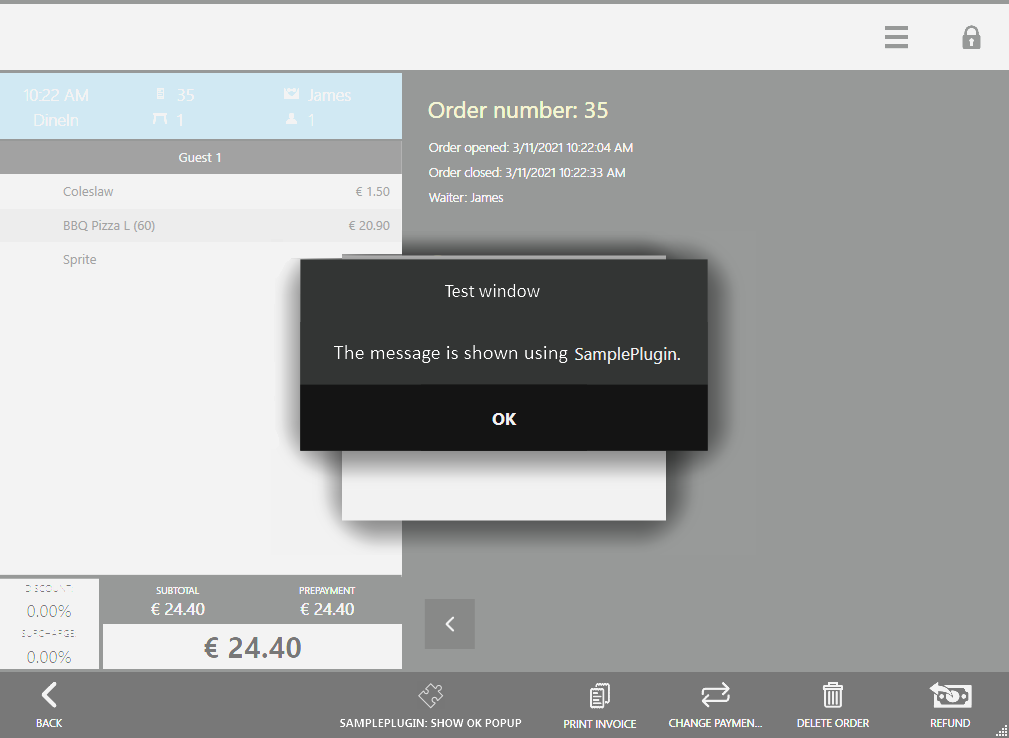 10:22 AM 35 James
DineIn 1 1
Guest 1
Coleslaw € 1.50
BBQ Pizza L (60) € 20.90
Sprite
Order number: 35
Order opened: 3/11/2021 10:22:04 AM
Order closed: 3/11/2021 10:22:33 AM
Waiter: James
Test window
The message is shown using SamplePlugin.
OK
DISCOUNT
0.00%
SURCHARGE
0.00%
SUBTOTAL PREPAYMENT
€ 24.40 € 24.40
€ 24.40
BACK SAMPLEPLUGIN: SHOW OK POPUP PRINT INVOICE CHANGE PAYMEN... DELETE ORDER REFUND